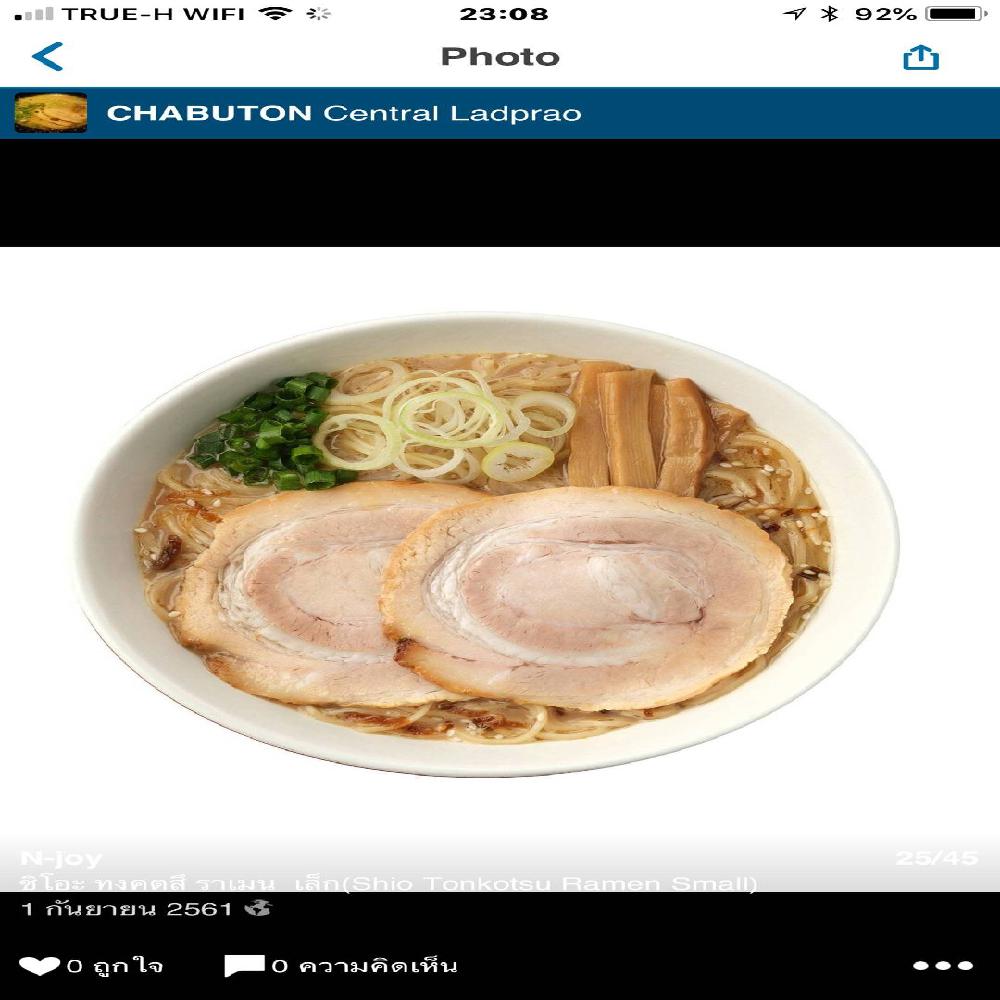 TRUE-H WIFI 23:08 92%
Photo
CHABUTON Central Ladprao
N-joy 25/45
ชิโอะ ทงคตสึ ราเมน เล็ก(Shio Tonkotsu Ramen Small)
1 กันยายน 2561
0 ถูกใจ 0 ความคิดเห็น